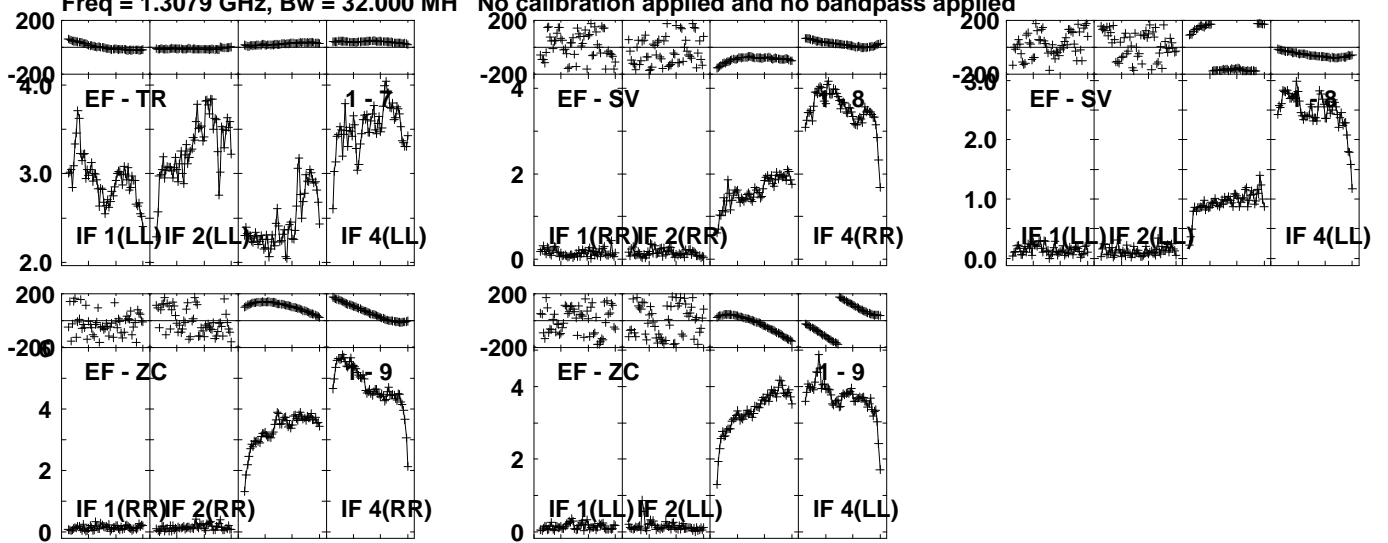 Freq = 1.3079 GHz, Bw = 32.000 MH No calibration applied and no bandpass applied
200
-200
4.0
3.0
2.0
EF - TR
1 - 7
IF 1(LL)
IF 2(LL)
IF 4(LL)
200
-200
4
2
0
EF - SV
1 - 8
IF 1(RR)
IF 2(RR)
IF 4(RR)
200
-200
3.0
2.0
1.0
0.0
EF - SV
1 - 8
IF 1(LL)
IF 2(LL)
IF 4(LL)
200
-200
6
4
2
0
EF - ZC
1 - 9
IF 1(RR)
IF 2(RR)
IF 4(RR)
200
-200
4
2
0
EF - ZC
1 - 9
IF 1(LL)
IF 2(LL)
IF 4(LL)